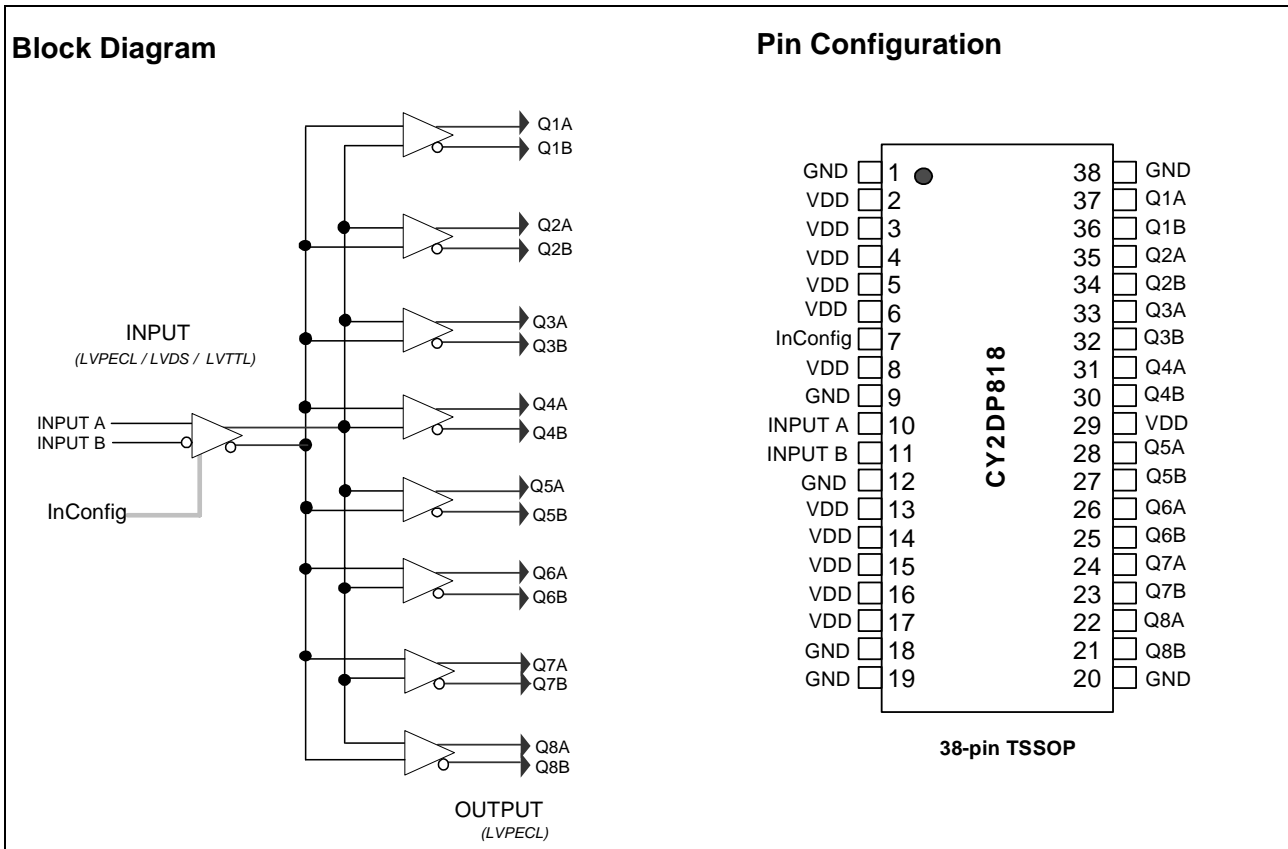 Block Diagram
Q1A
Q1B
Q2A
Q2B
Q3A
Q3B
INPUT
(LVPECL / LVDS / LVTTL)
Q4A
Q4B
INPUT A
INPUT B
Q5A
Q5B
InConfig
Q6A
Q6B
Q7A
Q7B
Q8A
Q8B
OUTPUT
(LVPECL)
Pin Configuration
GND 1 38 GND
VDD 2 37 Q1A
VDD 3 36 Q1B
VDD 4 35 Q2A
VDD 5 34 Q2B
VDD 6 33 Q3A
InConfig 7 32 Q3B
VDD 8 31 Q4A
GND 9 30 Q4B
INPUT A 10 29 VDD
INPUT B 11 28 Q5A
GND 12 27 Q5B
VDD 13 26 Q6A
VDD 14 25 Q6B
VDD 15 24 Q7A
VDD 16 23 Q7B
VDD 17 22 Q8A
GND 18 21 Q8B
GND 19 20 GND
CY2DP818
38-pin TSSOP